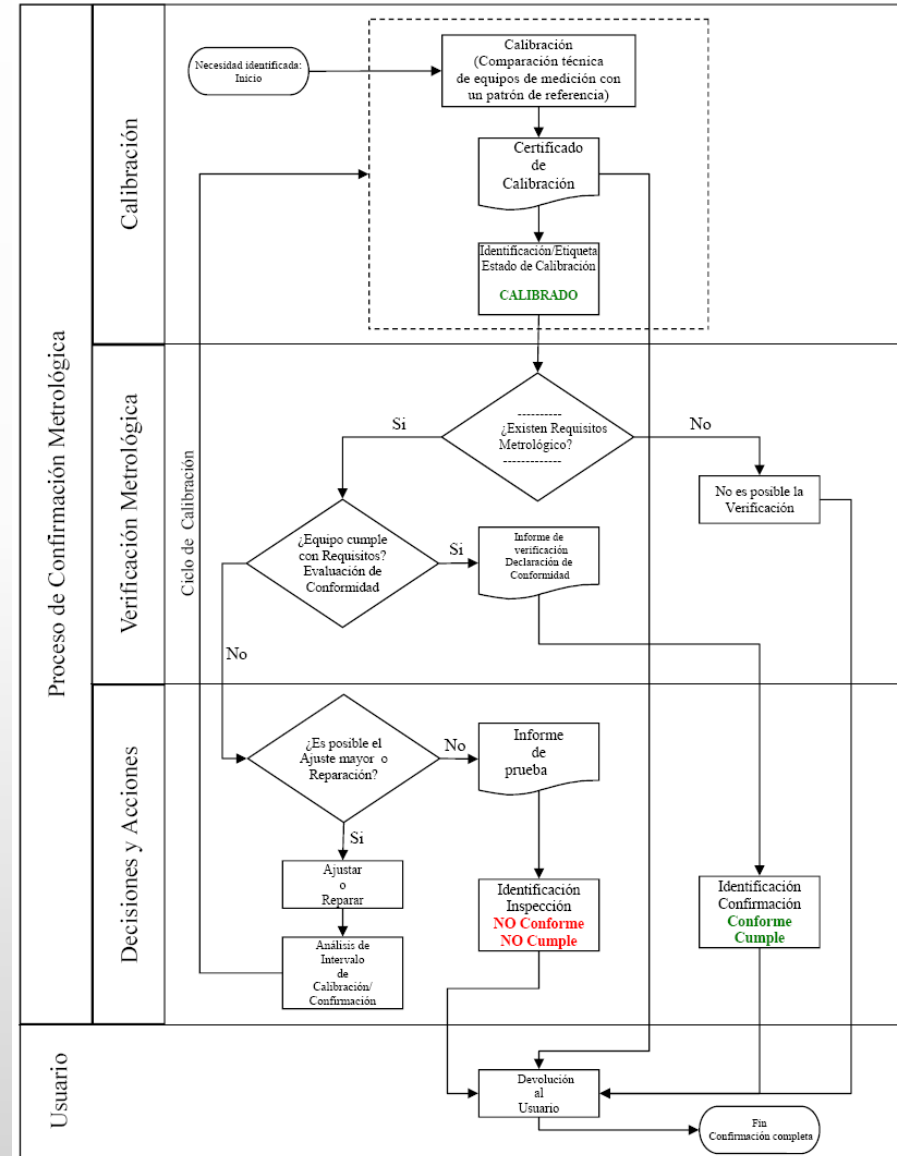 Proceso de Confirmación Metrológica
Calibración
Necesidad identificada:
Inicio
Calibración
(Comparación técnica
de equipos de medición con
un patrón de referencia)
Certificado
de
Calibración
Identificación/Etiqueta
Estado de Calibración
CALIBRADO
Verificación Metrológica
Ciclo de Calibración
----------
¿Existen Requisitos
Metrológico?
-------------
Si
No
No es posible la
Verificación
¿Equipo cumple
con Requisitos?
Evaluación de
Conformidad
Si
Informe de
verificación
Declaración de
Conformidad
No
Decisiones y Acciones
¿Es posible el
Ajuste mayor o
Reparación?
No
Informe
de
prueba
Si
Ajustar
o
Reparar
Identificación
Inspección
NO Conforme
NO Cumple
Identificación
Confirmación
Conforme
Cumple
Análisis de
Intervalo
de
Calibración/
Confirmación
Usuario
Devolución
al
Usuario
Fin
Confirmación completa